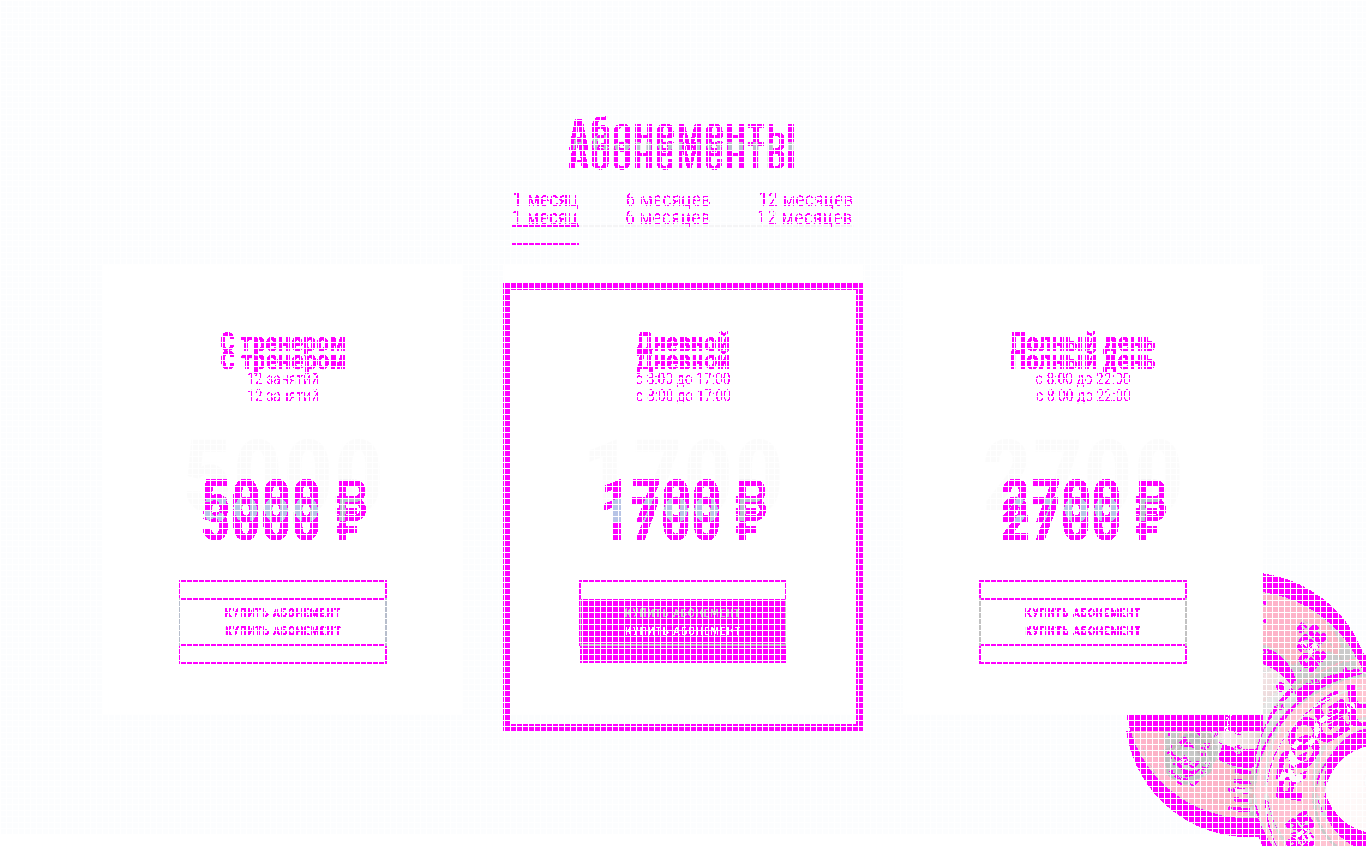 Абонементы
1 месяц 6 месяцев 12 месяцев
1 месяц 6 месяцев 12 месяцев
С тренером
С тренером
12 занятий
12 занятий
5000
5000 ₽
КУПИТЬ АБОНЕМЕНТ
КУПИТЬ АБОНЕМЕНТ
Дневной
Дневной
с 8:00 до 17:00
с 8:00 до 17:00
1700
1700 ₽
КУПИТЬ АБОНЕМЕНТ
КУПИТЬ АБОНЕМЕНТ
Полный день
Полный день
с 8:00 до 22:00
с 8:00 до 22:00
2700
2700 ₽
КУПИТЬ АБОНЕМЕНТ
КУПИТЬ АБОНЕМЕНТ